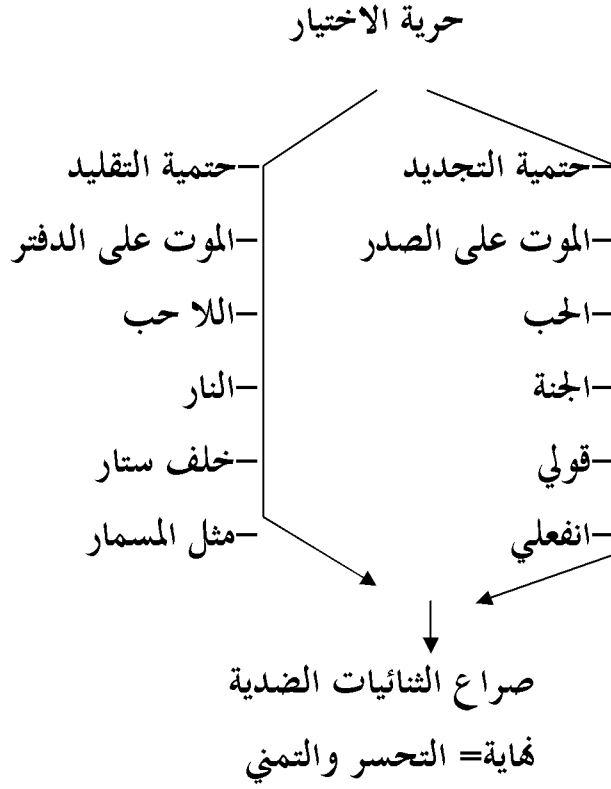 حرية الاختيار
–حتمية التجديد –حتمية التقليد
–الموت على الصدر –الموت على الدفتر
–الحب –اللا حب
–الجنة –النار
–قولي –خلف ستار
–انفعلي –مثل المسمار
صراع الثنائيات الضدية
نهاية= التحسر والتمني